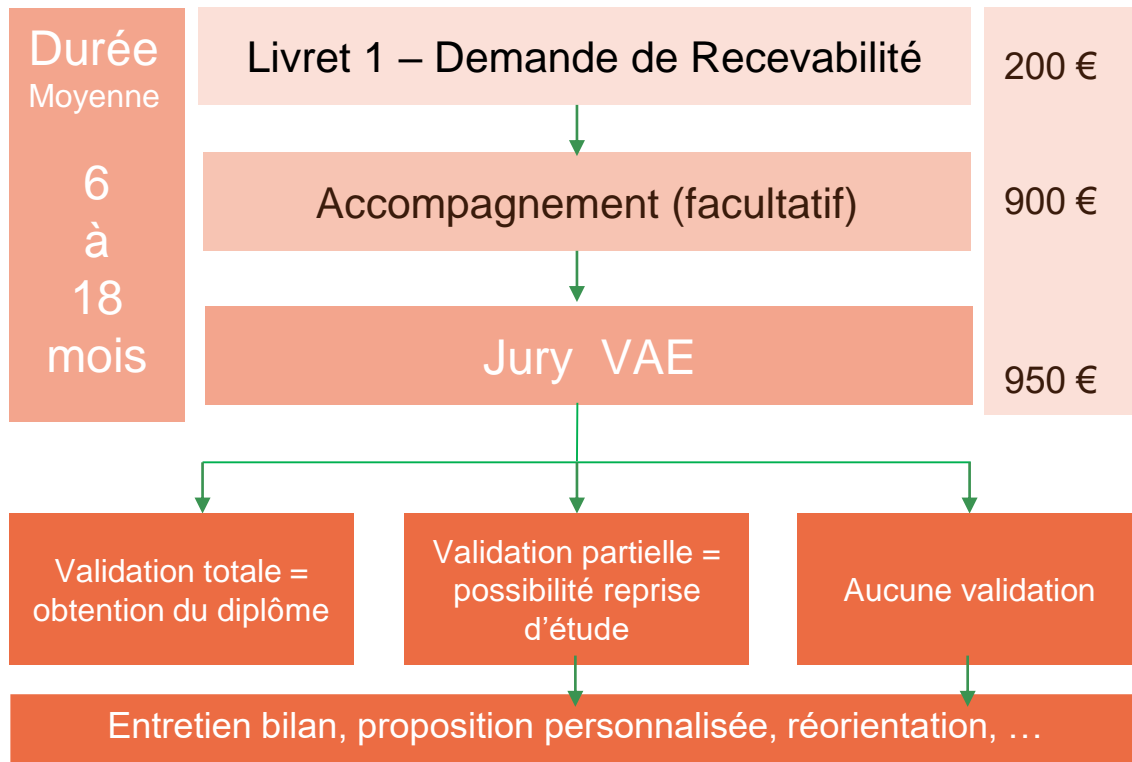 Durée
Moyenne
6
à
18
mois
Livret 1 – Demande de Recevabilité
200 €
Accompagnement (facultatif)
900 €
Jury  VAE
950 €
Validation totale =
obtention du diplôme
Validation partielle =
possibilité reprise
d’étude
Aucune validation
Entretien bilan, proposition personnalisée, réorientation, …